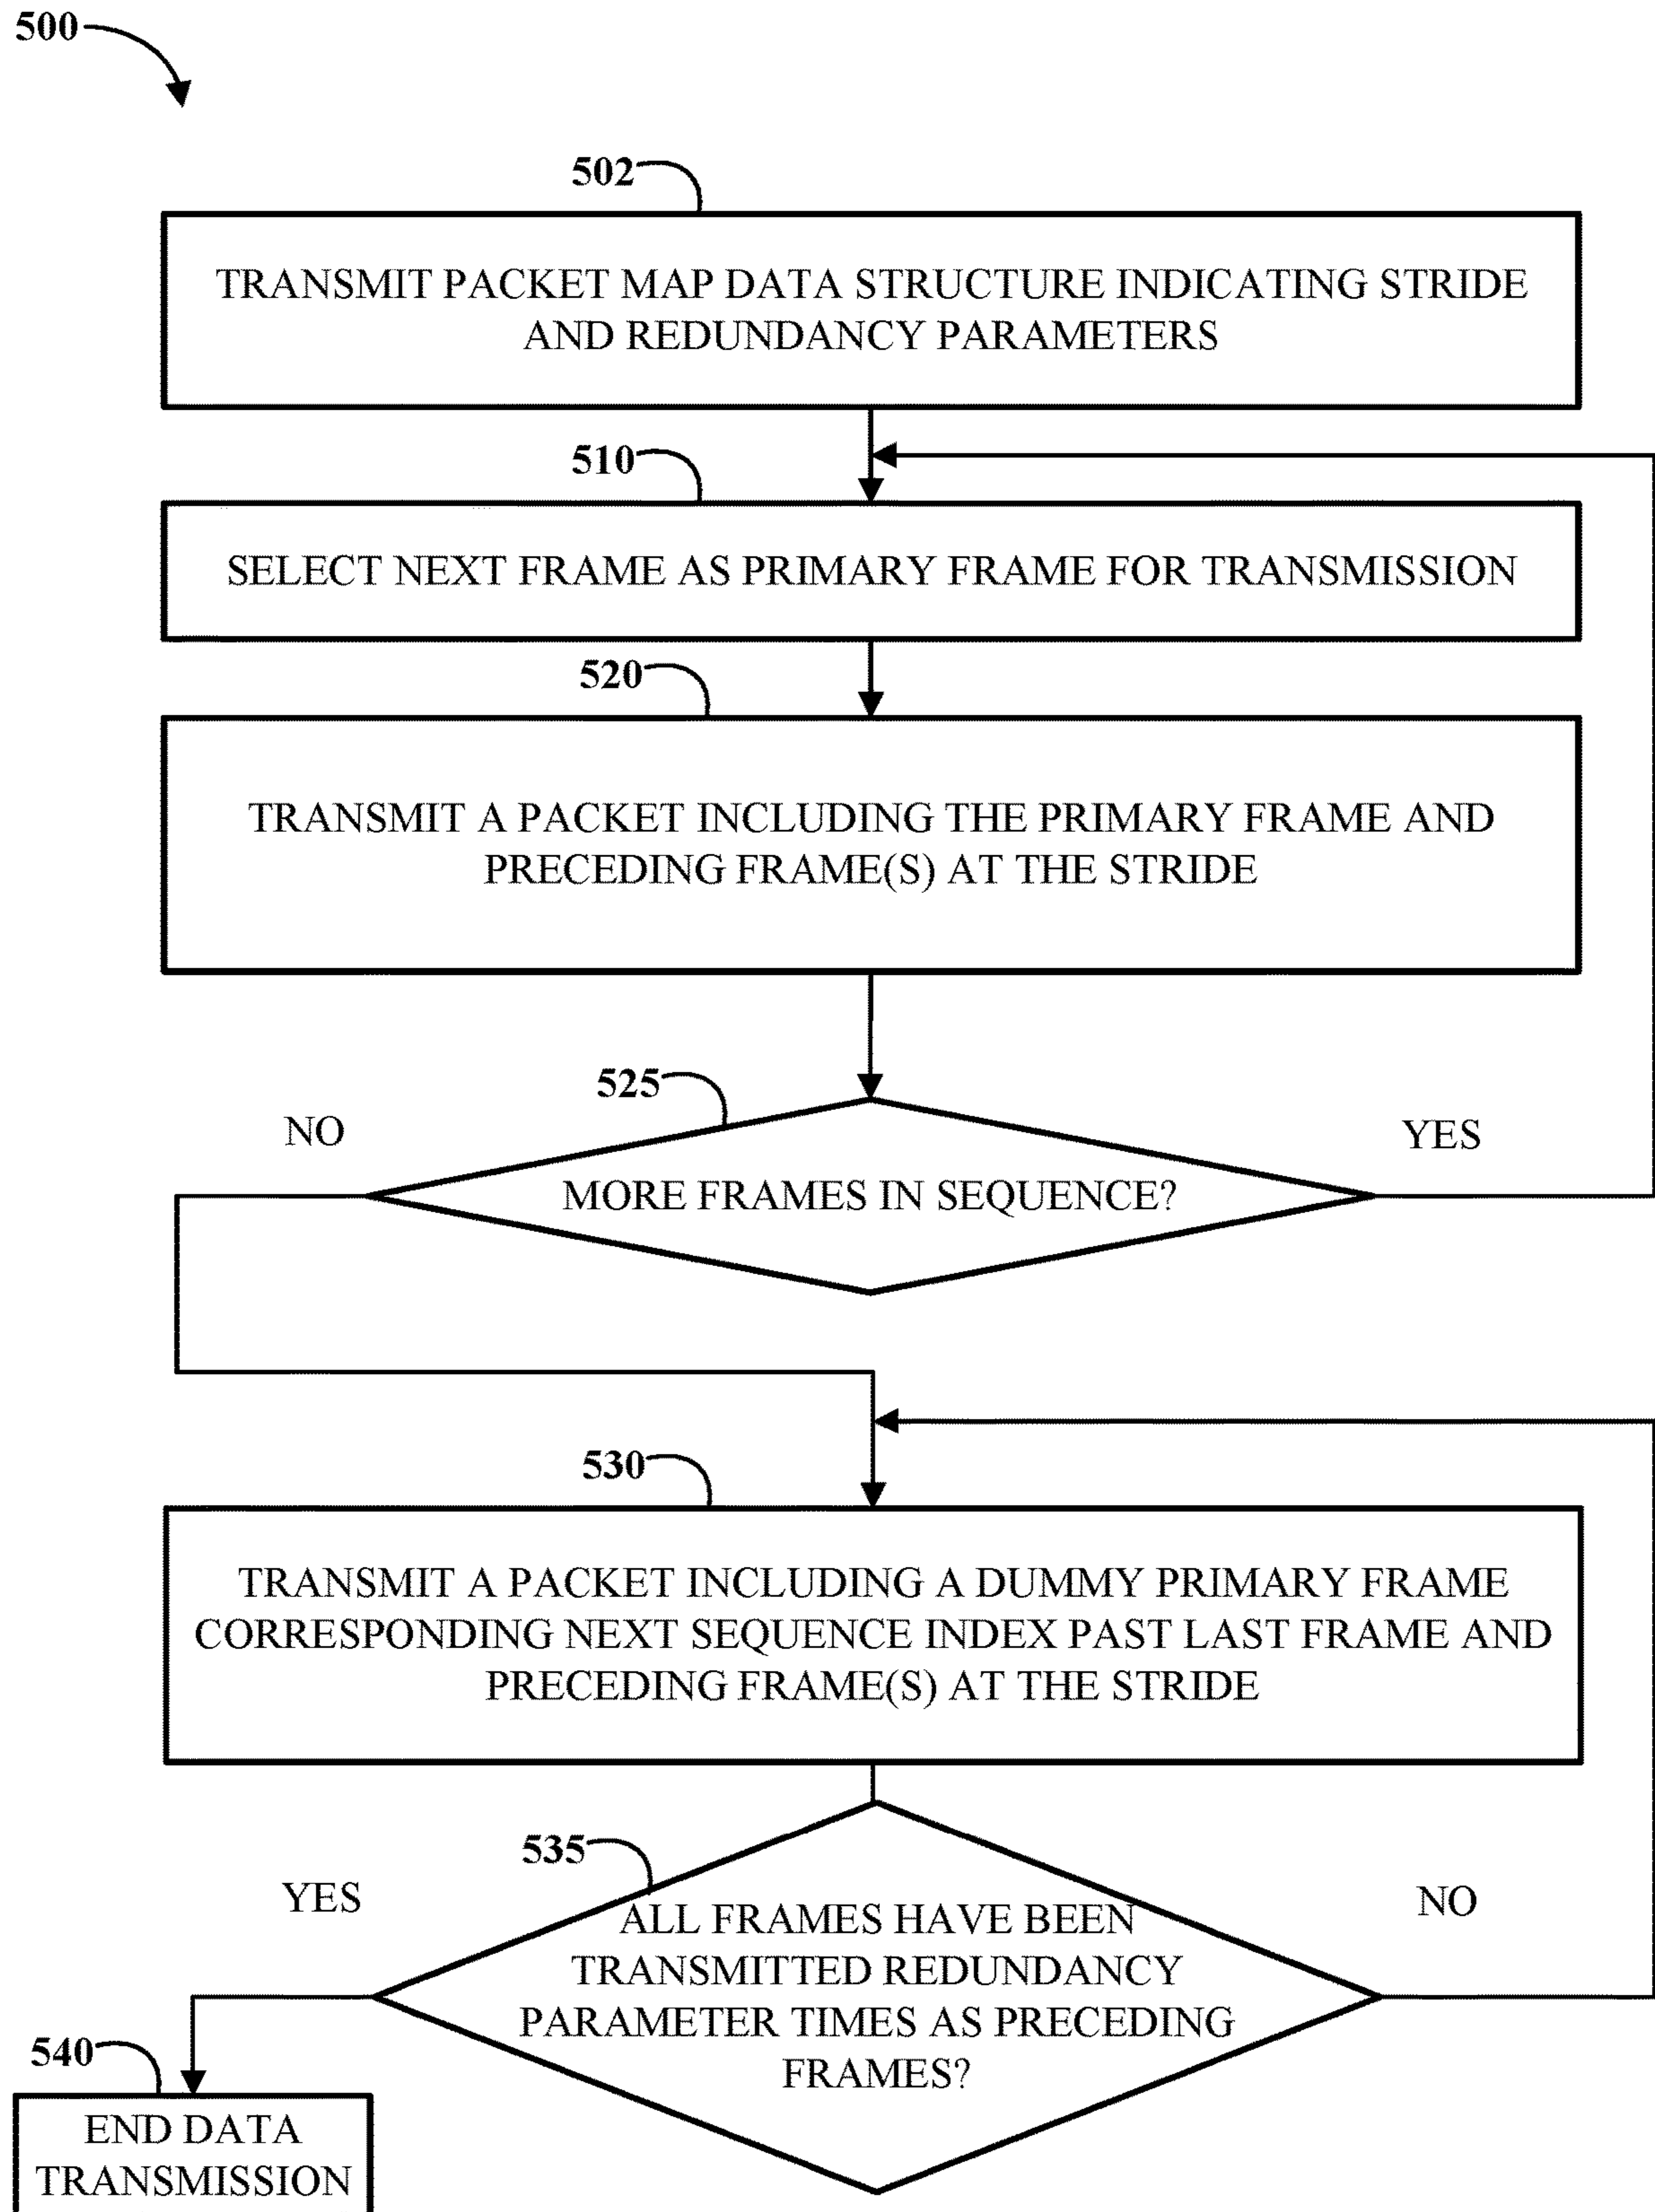 500
502
TRANSMIT PACKET MAP DATA STRUCTURE INDICATING STRIDE
AND REDUNDANCY PARAMETERS
510
SELECT NEXT FRAME AS PRIMARY FRAME FOR TRANSMISSION
520
TRANSMIT A PACKET INCLUDING THE PRIMARY FRAME AND
PRECEDING FRAME(S) AT THE STRIDE
525
NO
YES
MORE FRAMES IN SEQUENCE?
530
TRANSMIT A PACKET INCLUDING A DUMMY PRIMARY FRAME
CORRESPONDING NEXT SEQUENCE INDEX PAST LAST FRAME AND
PRECEDING FRAME(S) AT THE STRIDE
535
YES
NO
ALL FRAMES HAVE BEEN
TRANSMITTED REDUNDANCY
PARAMETER TIMES AS PRECEDING
FRAMES?
540
END DATA
TRANSMISSION